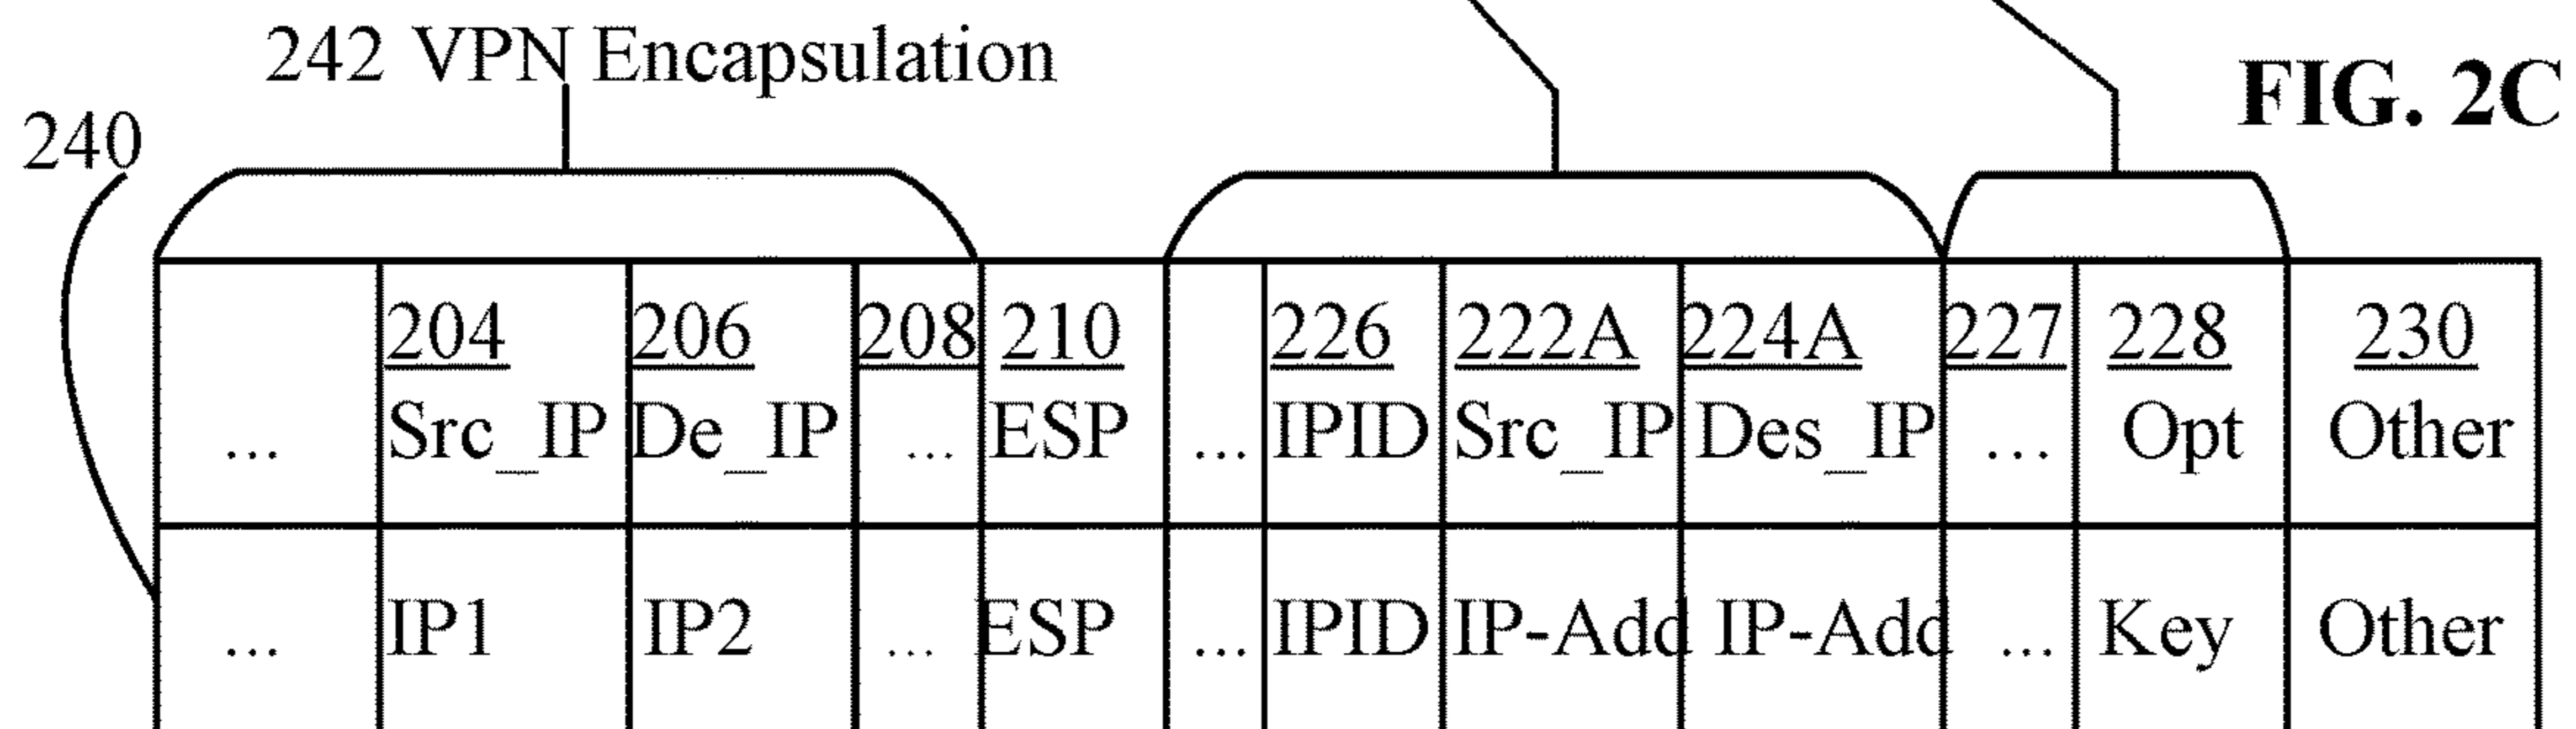 242 VPN Encapsulation
FIG. 2C
240
204 206 208 210 226 222A 224A 227 228 230
... Src_IP De_IP ... ESP ... IPID Src_IP Des_IP ... Opt Other
... IP1 IP2 ... ESP ... IPID IP-Add IP-Add ... Key Other